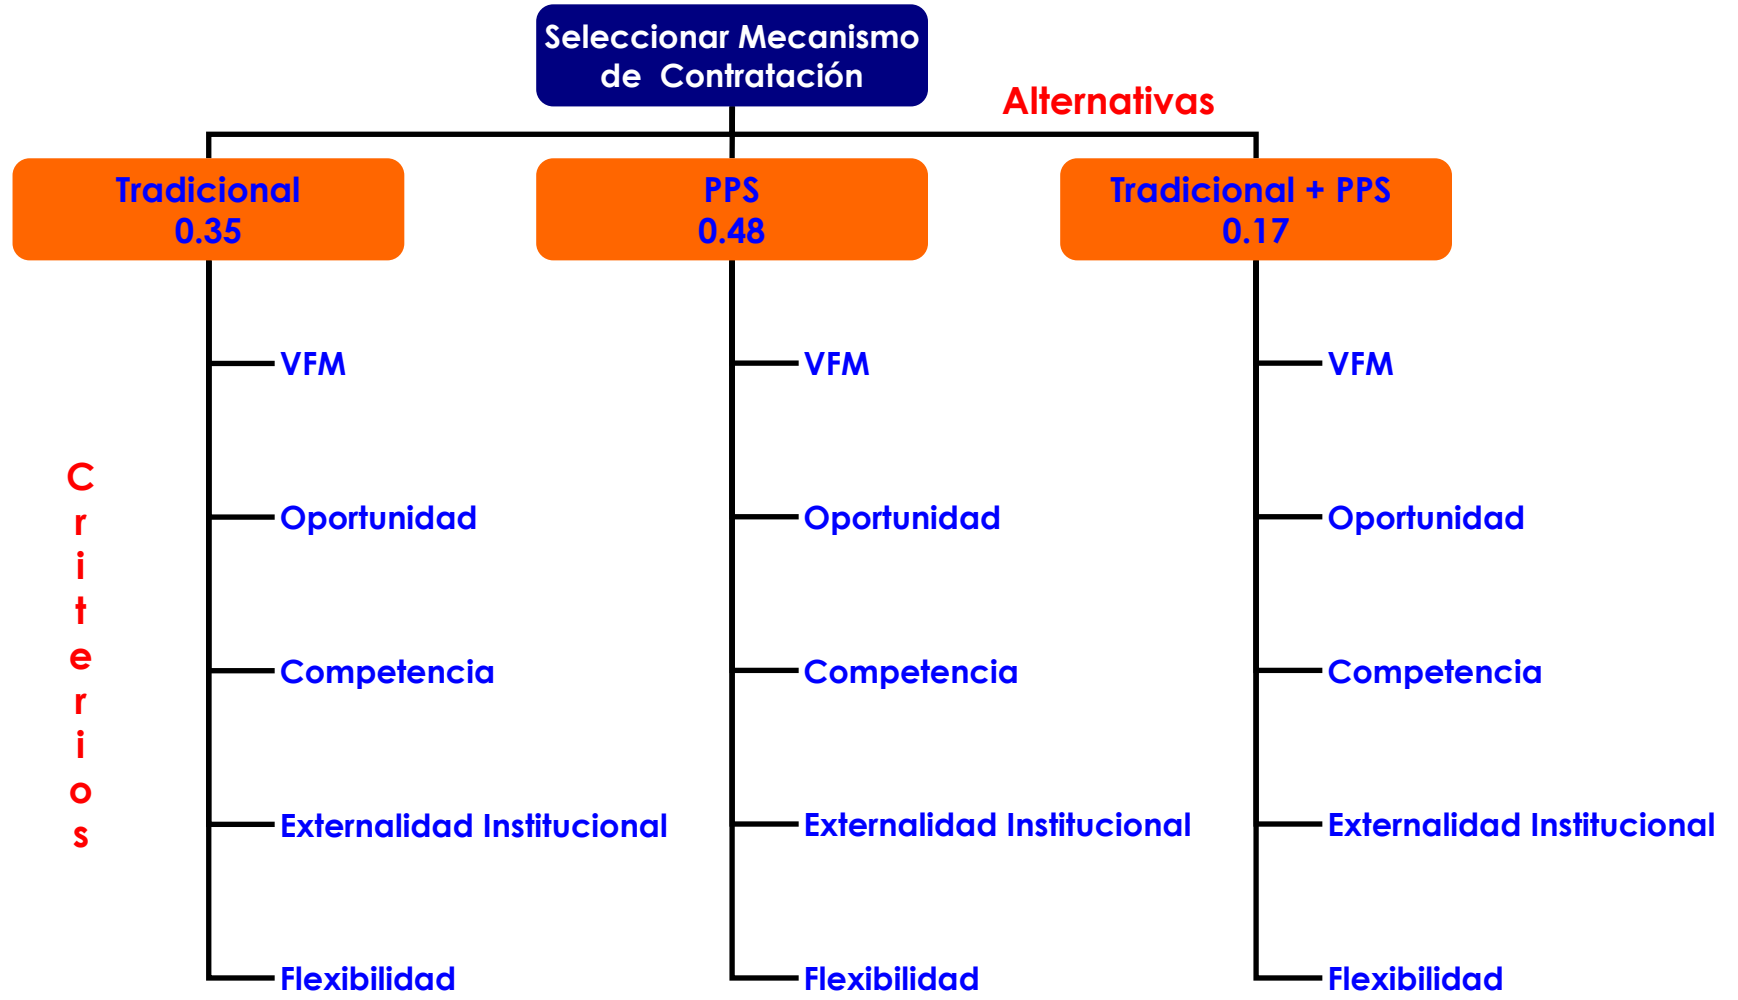 Seleccionar Mecanismo
de Contratación
Alternativas
Tradicional
0.35
PPS
0.48
Tradicional + PPS
0.17
Criterios
VFM
Oportunidad
Competencia
Externalidad Institucional
Flexibilidad
VFM
Oportunidad
Competencia
Externalidad Institucional
Flexibilidad
VFM
Oportunidad
Competencia
Externalidad Institucional
Flexibilidad